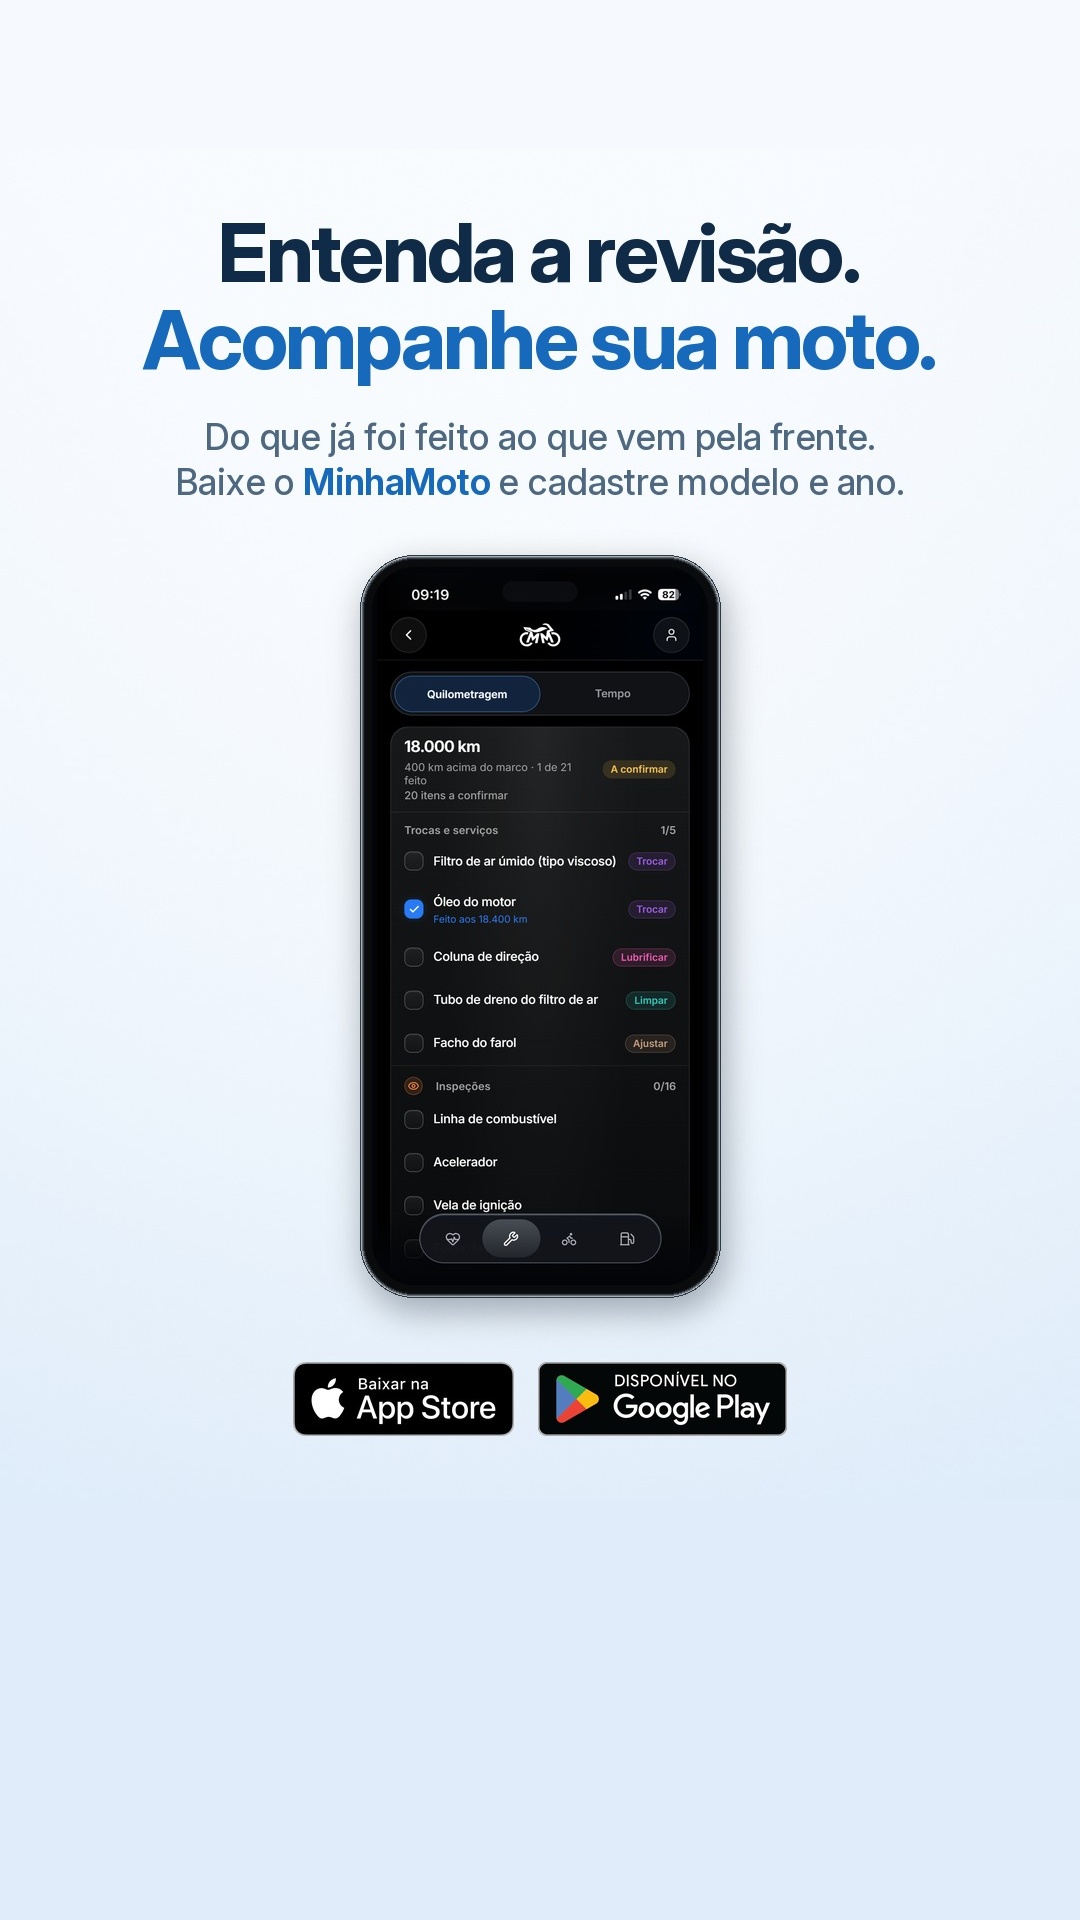 Entenda a revisão.
Acompanhe sua moto.
Do que já foi feito ao que vem pela frente.
Baixe o MinhaMoto e cadastre modelo e ano.
09:19
82
MM
Quilometragem
Tempo
18.000 km
400 km acima do marco · 1 de 21
feito
20 itens a confirmar
A confirmar
Trocas e serviços
1/5
Filtro de ar úmido (tipo viscoso)
Trocar
Óleo do motor
Feito aos 18.400 km
Trocar
Coluna de direção
Lubrificar
Tubo de dreno do filtro de ar
Limpar
Facho do farol
Ajustar
Inspeções
0/16
Linha de combustível
Acelerador
Vela de ignição
Baixar na
App Store
DISPONÍVEL NO
Google Play